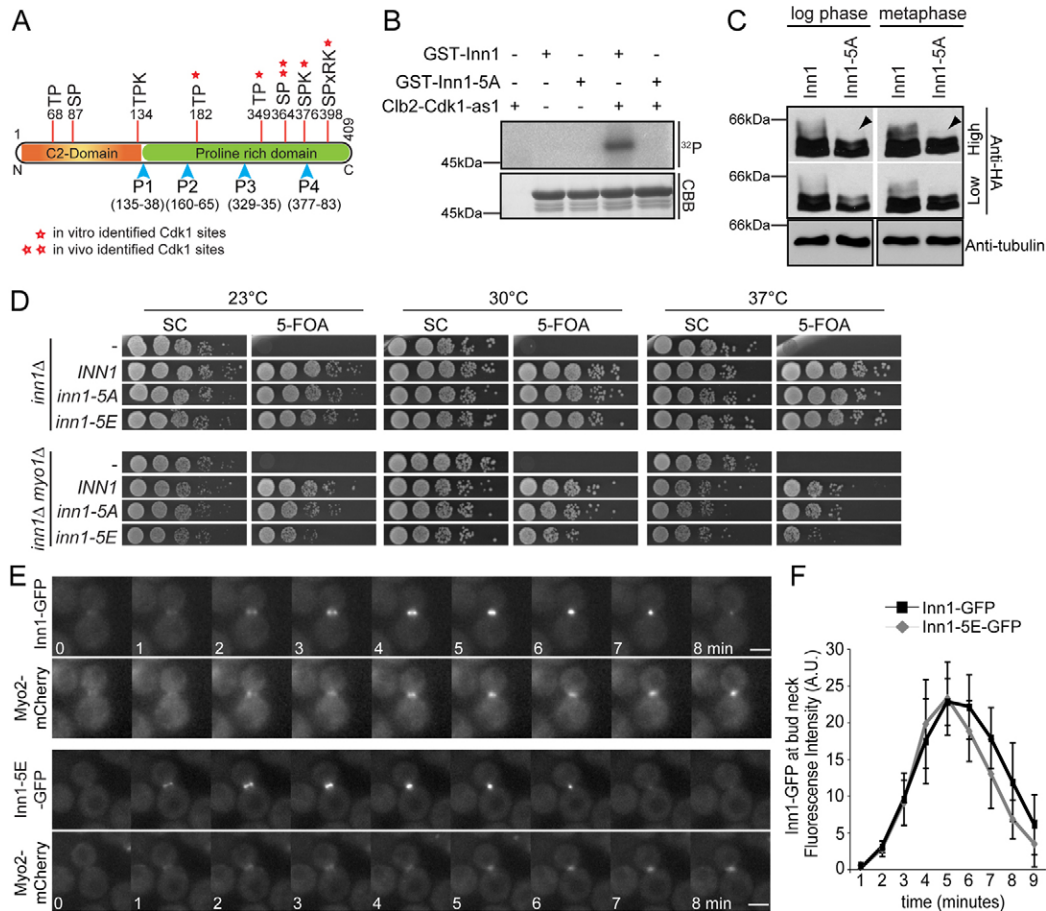 A
TP
SP
TPK
TP
TP
SP
SPK
SPxRK
68
87
134
182
349
364
376
398
1
409
C2-Domain
Proline rich domain
N
C
P1
P2
P3
P4
(135-38)
(160-65)
(329-35)
(377-83)
in vitro identified Cdk1 sites
in vivo identified Cdk1 sites
B
GST-Inn1 - + - + -
GST-Inn1-5A - - + - +
Clb2-Cdk1-as1 + - - + +
45kDa
32P
45kDa
CBB
C
log phase
metaphase
Inn1
Inn1-5A
Inn1
Inn1-5A
66kDa
High
66kDa
Low
Anti-HA
66kDa
Anti-tubulin
D
23°C
30°C
37°C
SC
5-FOA
SC
5-FOA
SC
5-FOA
inn1Δ
-
INN1
inn1-5A
inn1-5E
inn1Δ myo1Δ
-
INN1
inn1-5A
inn1-5E
E
Inn1-GFP
0 1 2 3 4 5 6 7 8 min
Myo2-
mCherry
Inn1-5E
-GFP
Myo2-
mCherry
0 1 2 3 4 5 6 7 8 min
F
Inn1-GFP
Inn1-5E-GFP
Inn1-GFP at bud neck
Fluorescense Intensity (A.U.)
30
25
20
15
10
5
0
1 2 3 4 5 6 7 8 9
time (minutes)